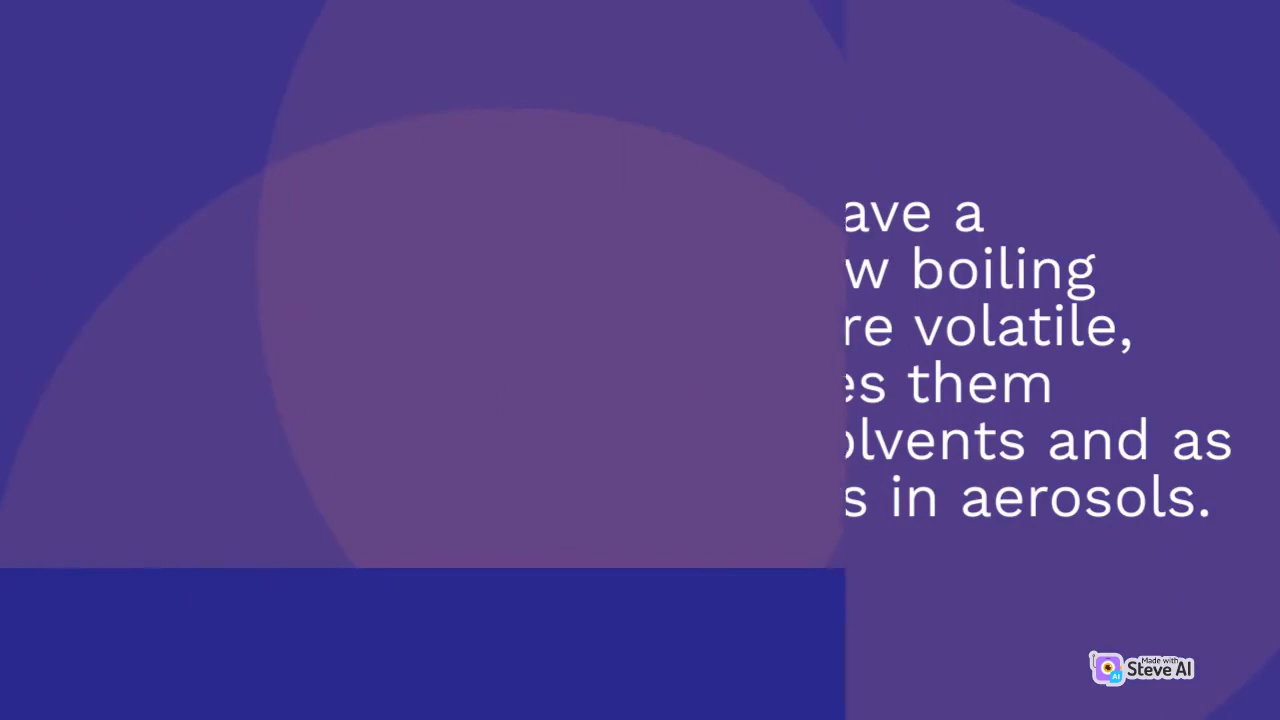 ave a
w boiling
re volatile,
es them
olvents and as
s in aerosols.
Made with
Steve AI